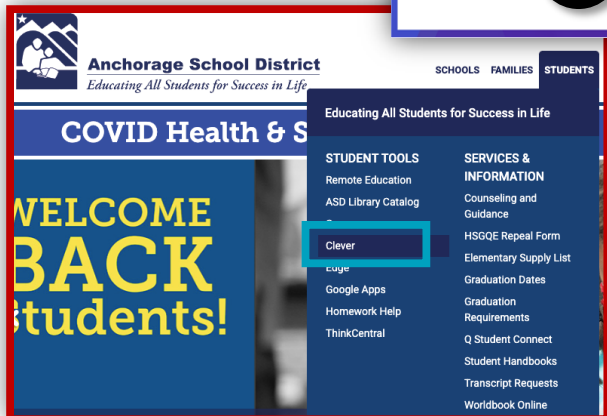 Anchorage School District
Educating All Students for Success in Life
SCHOOLS FAMILIES STUDENTS
Educating All Students for Success in Life
COVID Health & S
WELCOME
BACK
Students!
STUDENT TOOLS
Remote Education
ASD Library Catalog
Clever
Edge
Google Apps
Homework Help
ThinkCentral
SERVICES &
INFORMATION
Counseling and
Guidance
HSGQE Repeal Form
Elementary Supply List
Graduation Dates
Graduation
Requirements
Q Student Connect
Student Handbooks
Transcript Requests
Worldbook Online